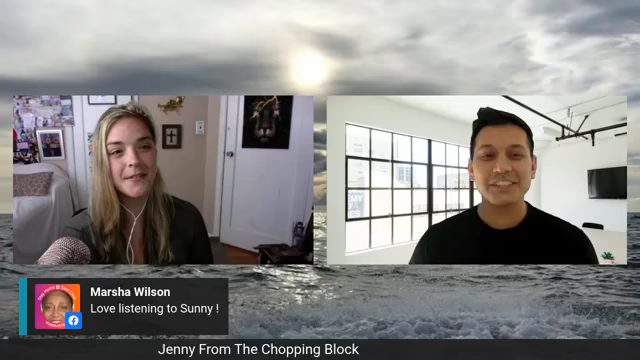 Marsha Wilson
Love listening to Sunny !
Jenny From The Chopping Block